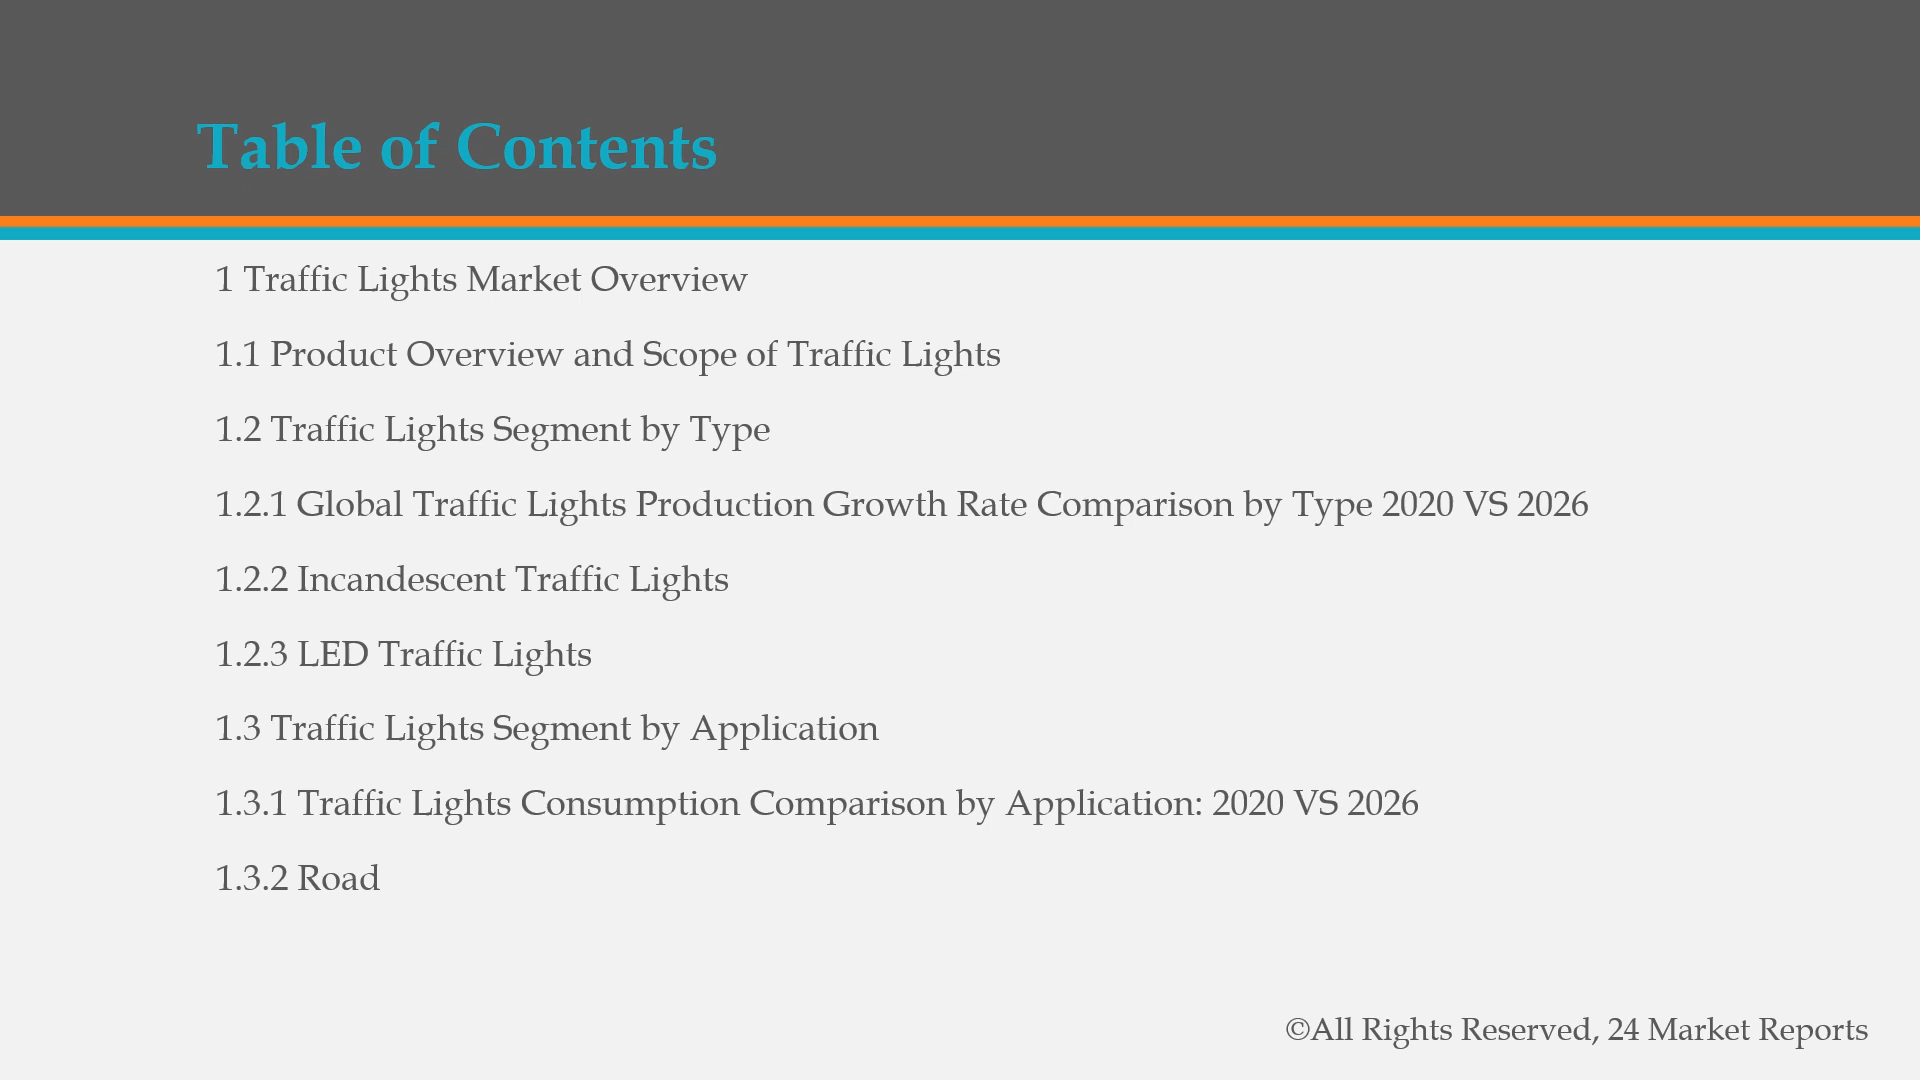 Table of Contents
1 Traffic Lights Market Overview
1.1 Product Overview and Scope of Traffic Lights
1.2 Traffic Lights Segment by Type
1.2.1 Global Traffic Lights Production Growth Rate Comparison by Type 2020 VS 2026
1.2.2 Incandescent Traffic Lights
1.2.3 LED Traffic Lights
1.3 Traffic Lights Segment by Application
1.3.1 Traffic Lights Consumption Comparison by Application: 2020 VS 2026
1.3.2 Road
©All Rights Reserved, 24 Market Reports